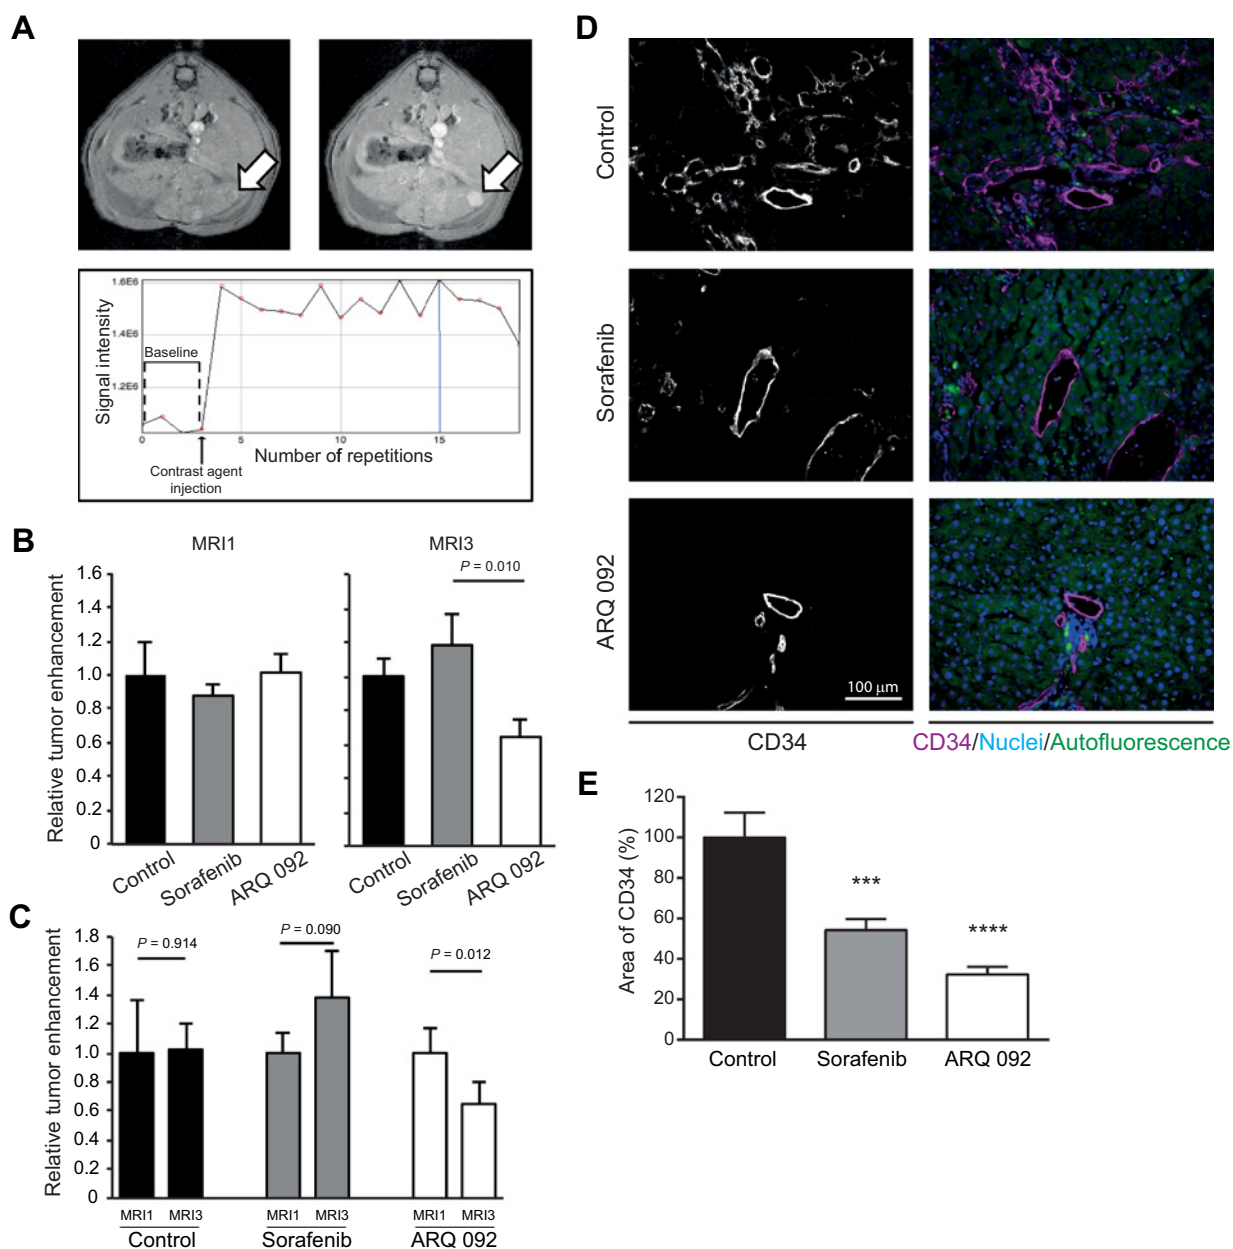 A
Signal intensity
1.6E6
1.4E6
1.2E6
Baseline
0
5
10
15
Number of repetitions
Contrast agent
injection
B
MRI1
MRI3
P = 0.010
Relative tumor enhancement
1.6
1.4
1.2
1.0
0.8
0.6
0.4
0.2
0
Control
Sorafenib
ARQ 092
Control
Sorafenib
ARQ 092
C
Relative tumor enhancement
1.8
1.6
1.4
1.2
1.0
0.8
0.6
0.4
0.2
0
P = 0.914
P = 0.090
P = 0.012
MRI1 MRI3
MRI1 MRI3
MRI1 MRI3
Control
Sorafenib
ARQ 092
D
Control
Sorafenib
ARQ 092
100 µm
CD34
CD34/Nuclei/Autofluorescence
E
Area of CD34 (%)
120
100
80
60
40
20
0
***
****
Control
Sorafenib
ARQ 092